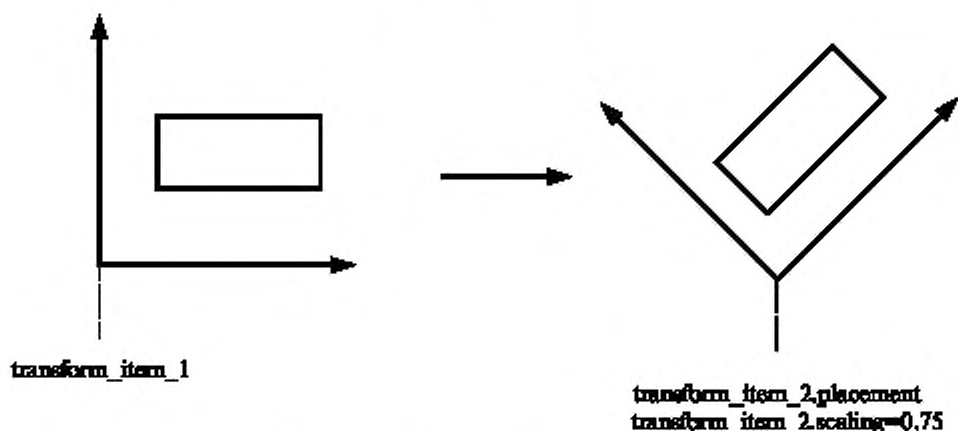 transform_item_1
transform_item_2.placement
transform_item_2.scaling=0,75